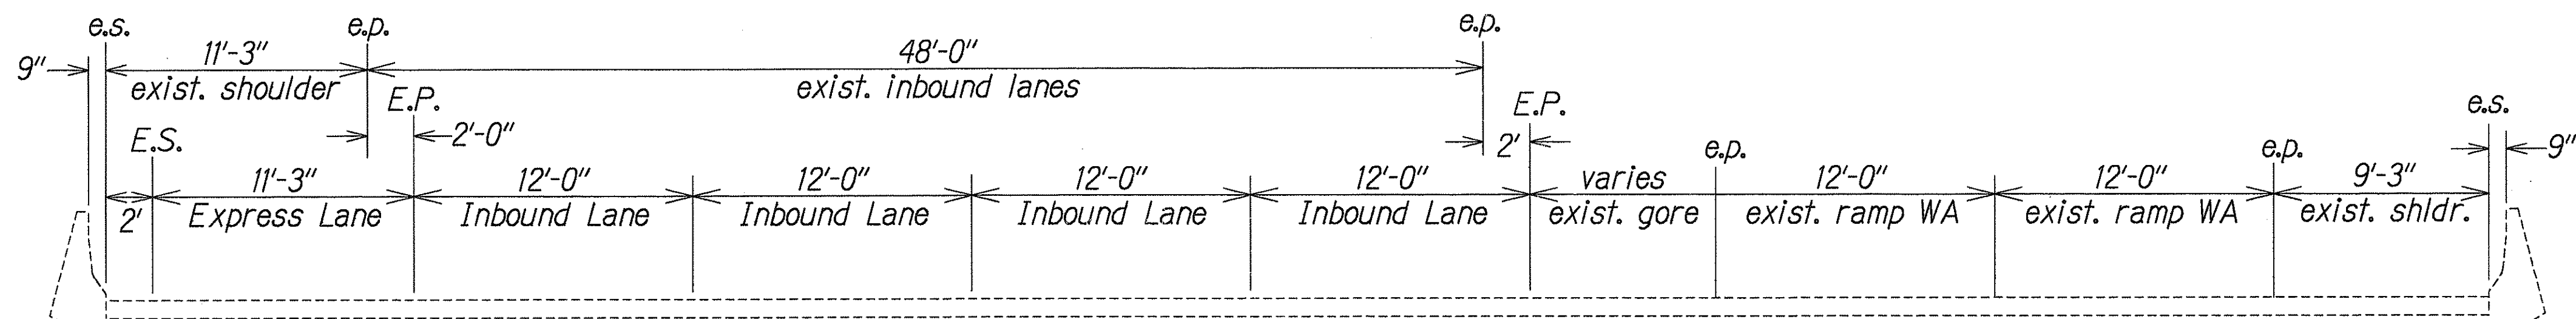 e.s. e.p. e.p.
9" 11'-3" 48'-0"
exist. shoulder exist. inbound lanes
E.P. E.P. e.s.
E.S. 2'-0" 2' e.p. e.p. 9"
11'-3" 12'-0" 12'-0" 12'-0" 12'-0" varies 12'-0" 12'-0" 9'-3"
2' Express Lane Inbound Lane Inbound Lane Inbound Lane Inbound Lane exist. gore exist. ramp WA exist. ramp WA exist. shldr.